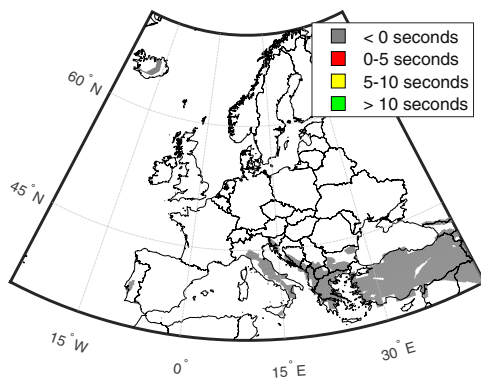 < 0 seconds
0-5 seconds
5-10 seconds
> 10 seconds
60°N
45°N
15°W
0°
15°E
30°E